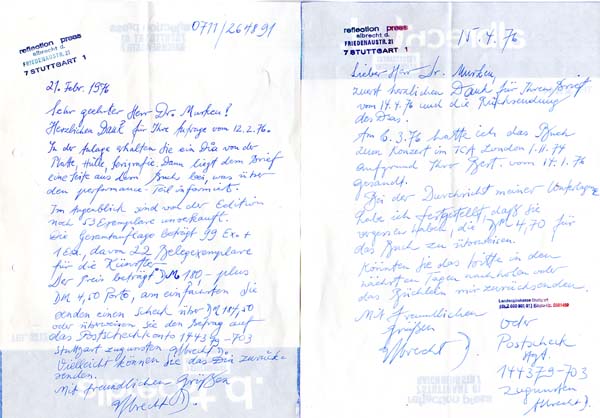 reflection press
albrecht d.
FRIEDENAUSTR. 21
7 STUTTGART 1
0711/264891
21. Febr. 1976
Sehr geehrter Herr Dr. Murken!
Herzlichen Dank für Ihre Anfrage vom 12.2.76.
In der Anlage erhalten Sie ein Dia von der
Platte, Hülle, Serigrafie. Dann liegt dem Brief
eine Seite aus dem Buch bei, was über
den performance-Teil informiert.
Im Augenblick sind von der Edition
noch 53 Exemplare unverkauft.
Die Gesamtauflage beträgt 99 Ex +
1 Ex, davon 22 Belegexemplare
für die Künstler.
Der Preis beträgt DM 180,- plus
DM 4,50 Porto, am einfachsten Sie
senden einen Scheck über DM 184,50
oder überweisen Sie den Betrag auf
das Postscheckkonto 144379-703
Stuttgart zugunsten Albrecht D.
Vielleicht können Sie das Dia zurück-
senden.
Mit freundlichen Grüßen
Albrecht D.
reflection press
albrecht d.
FRIEDENAUSTR. 21
7 STUTTGART 1
15.4.76
Lieber Herr Dr. Murken,
zuerst herzlichen Dank für Ihren Brief
vom 14.4.76 und die Rücksendung
des Dias.
Am 6.3.76 hatte ich das Buch
zum Konzert im ICA London 1.11.74
aufgrund Ihrer Best. vom 17.1.76
gesandt.
Bei der Durchsicht meiner Unterlagen
habe ich festgestellt, daß Sie
vergessen haben, die DM 4,70 für
das Buch zu überweisen.
Könnten Sie das bitte in den
nächsten Tagen nachholen oder
das Büchlein mir zurücksenden.
Mit freundlichen
Grüßen
Albrecht D.
Landesgirokasse Stuttgart
oder
Postscheck
144379-703
zugunsten
Albrecht D.